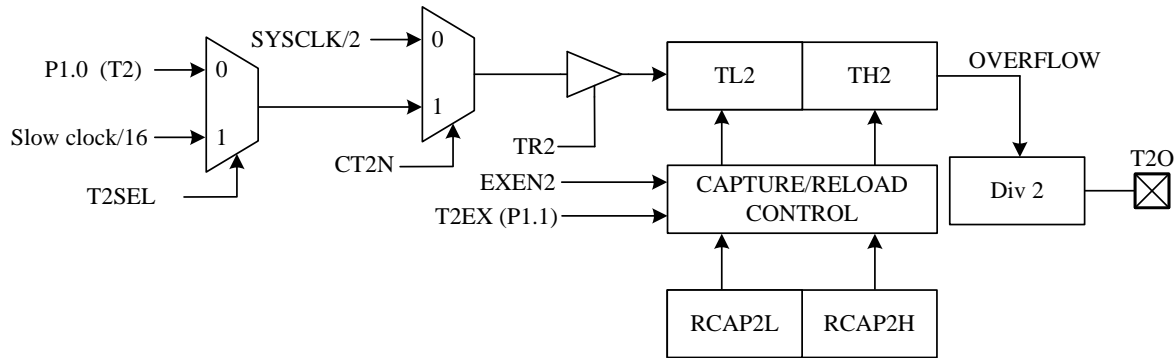 SYSCLK/2
0
1
P1.0 (T2)
0
Slow clock/16
1
T2SEL
CT2N
TR2
TL2
TH2
OVERFLOW
EXEN2
T2EX (P1.1)
CAPTURE/RELOAD
CONTROL
Div 2
T2O
RCAP2L
RCAP2H